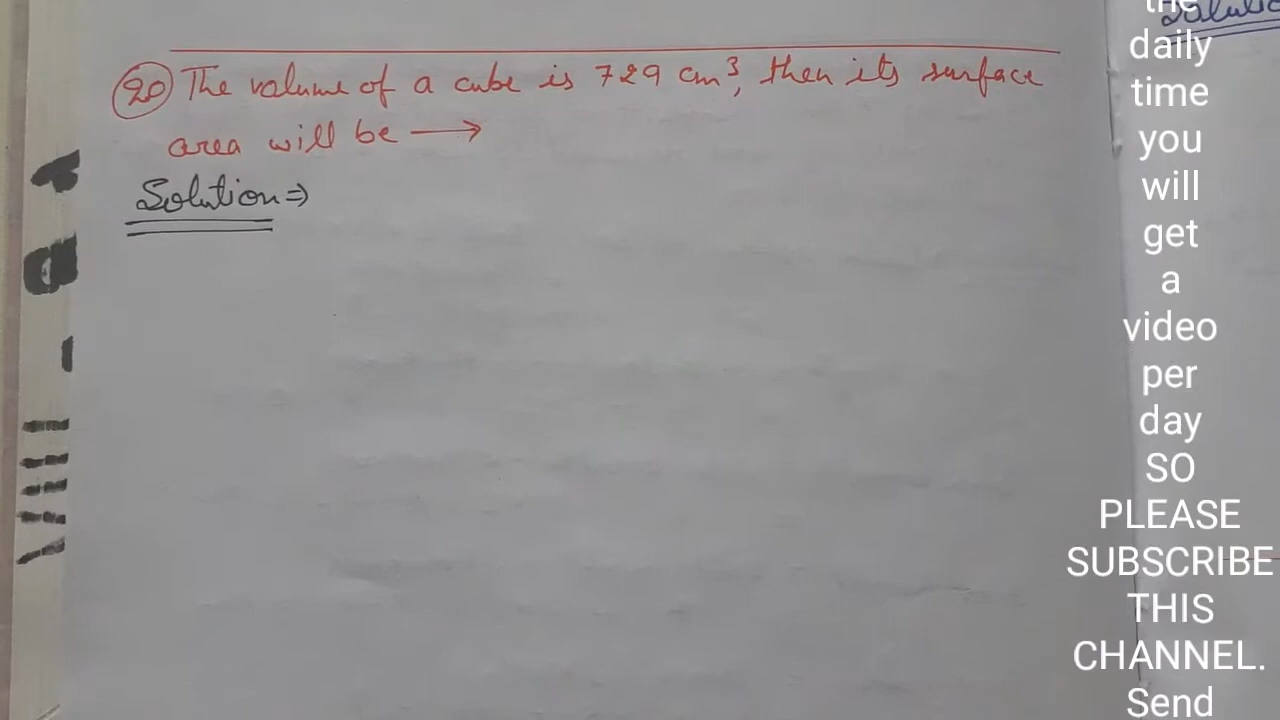 20 The volume of a cube is 729 cm³, then its surface
area will be →
Solution ⇒
the
daily
time
you
will
get
a
video
per
day
SO
PLEASE
SUBSCRIBE
THIS
CHANNEL.
Send